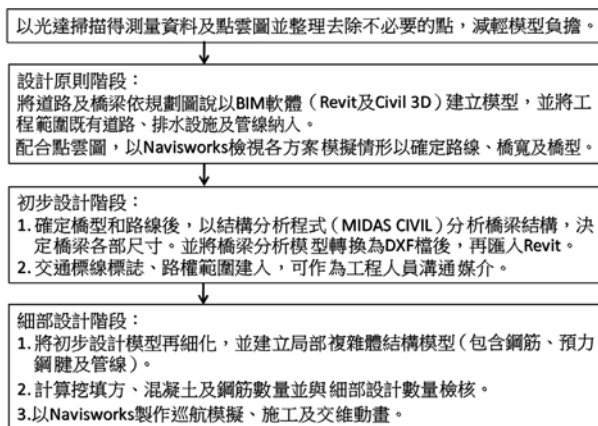 以光達掃描得測量資料及點雲圖並整理去除不必要的點，減輕模型負擔。
設計原則階段：
將道路及橋梁依規劃圖說以BIM軟體（Revit及Civil 3D）建立模型，並將工
程範圍既有道路、排水設施及管線納入。
配合點雲圖，以Navisworks檢視各方案模擬情形以確定路線、橋寬及橋型。
初步設計階段：
1. 確定橋型和路線後，以結構分析程式（MIDAS CIVIL）分析橋梁結構，決
定橋梁各部尺寸。並將橋梁分析模型轉換為DXF檔後，再匯入Revit。
2. 交通標線標誌、路權範圍建入，可作為工程人員溝通媒介。
細部設計階段：
1. 將初步設計模型再細化，並建立局部複雜體結構模型（包含鋼筋、預力
鋼腱及管線）。
2. 計算挖填方、混凝土及鋼筋數量並與細部設計數量檢核。
3.以Navisworks製作巡航模擬、施工及交維動畫。